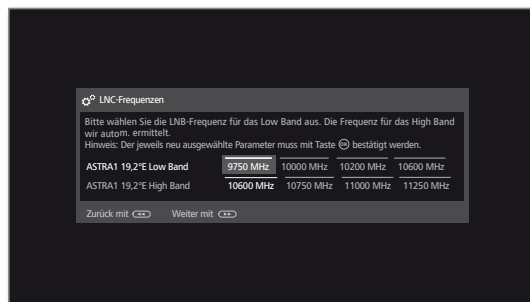 LNC-Frequenzen
Bitte wählen Sie die LNB-Frequenz für das Low Band aus. Die Frequenz für das High Band
wir autom. ermittelt.
Hinweis: Der jeweils neu ausgewählte Parameter muss mit Taste OK bestätigt werden.
ASTRA1 19,2°E Low Band 9750 MHz 10000 MHz 10200 MHz 10600 MHz
ASTRA1 19,2°E High Band 10600 MHz 10750 MHz 11000 MHz 11250 MHz
Zurück mit Weiter mit